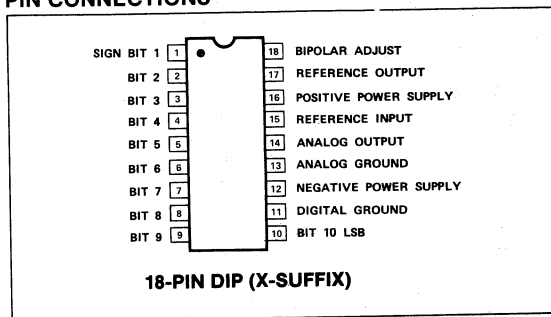 PIN CONNECTIONS
SIGN BIT 1 1 18 BIPOLAR ADJUST
BIT 2 2 17 REFERENCE OUTPUT
BIT 3 3 16 POSITIVE POWER SUPPLY
BIT 4 4 15 REFERENCE INPUT
BIT 5 5 14 ANALOG OUTPUT
BIT 6 6 13 ANALOG GROUND
BIT 7 7 12 NEGATIVE POWER SUPPLY
BIT 8 8 11 DIGITAL GROUND
BIT 9 9 10 BIT 10 LSB
18-PIN DIP (X-SUFFIX)